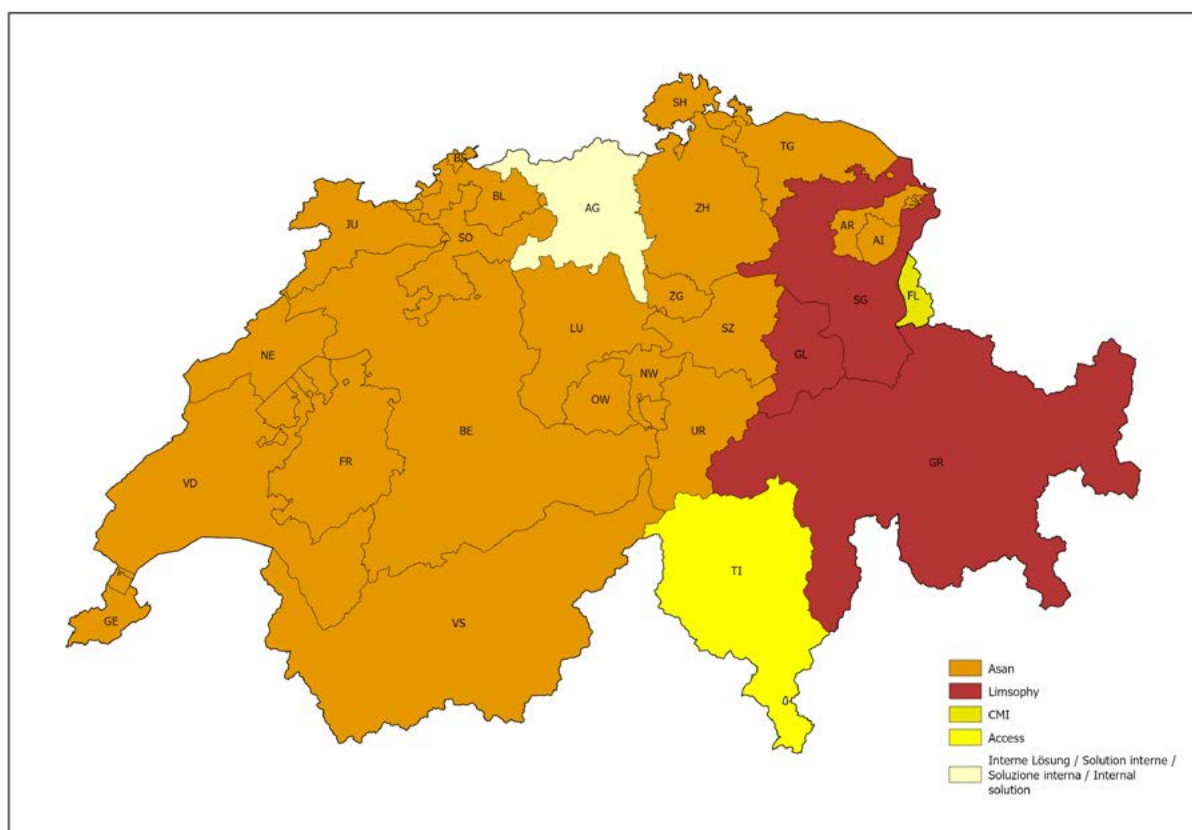 SH
TG
BS
BL
AG
ZH
JU
SO
AR
AI
ZG
FL
SG
LU
SZ
NE
GL
NW
OW
BE
UR
FR
GR
VD
TI
GE
VS
Asan
Limsophy
CMI
Access
Interne Lösung / Solution interne /
Soluzione interna / Internal
solution